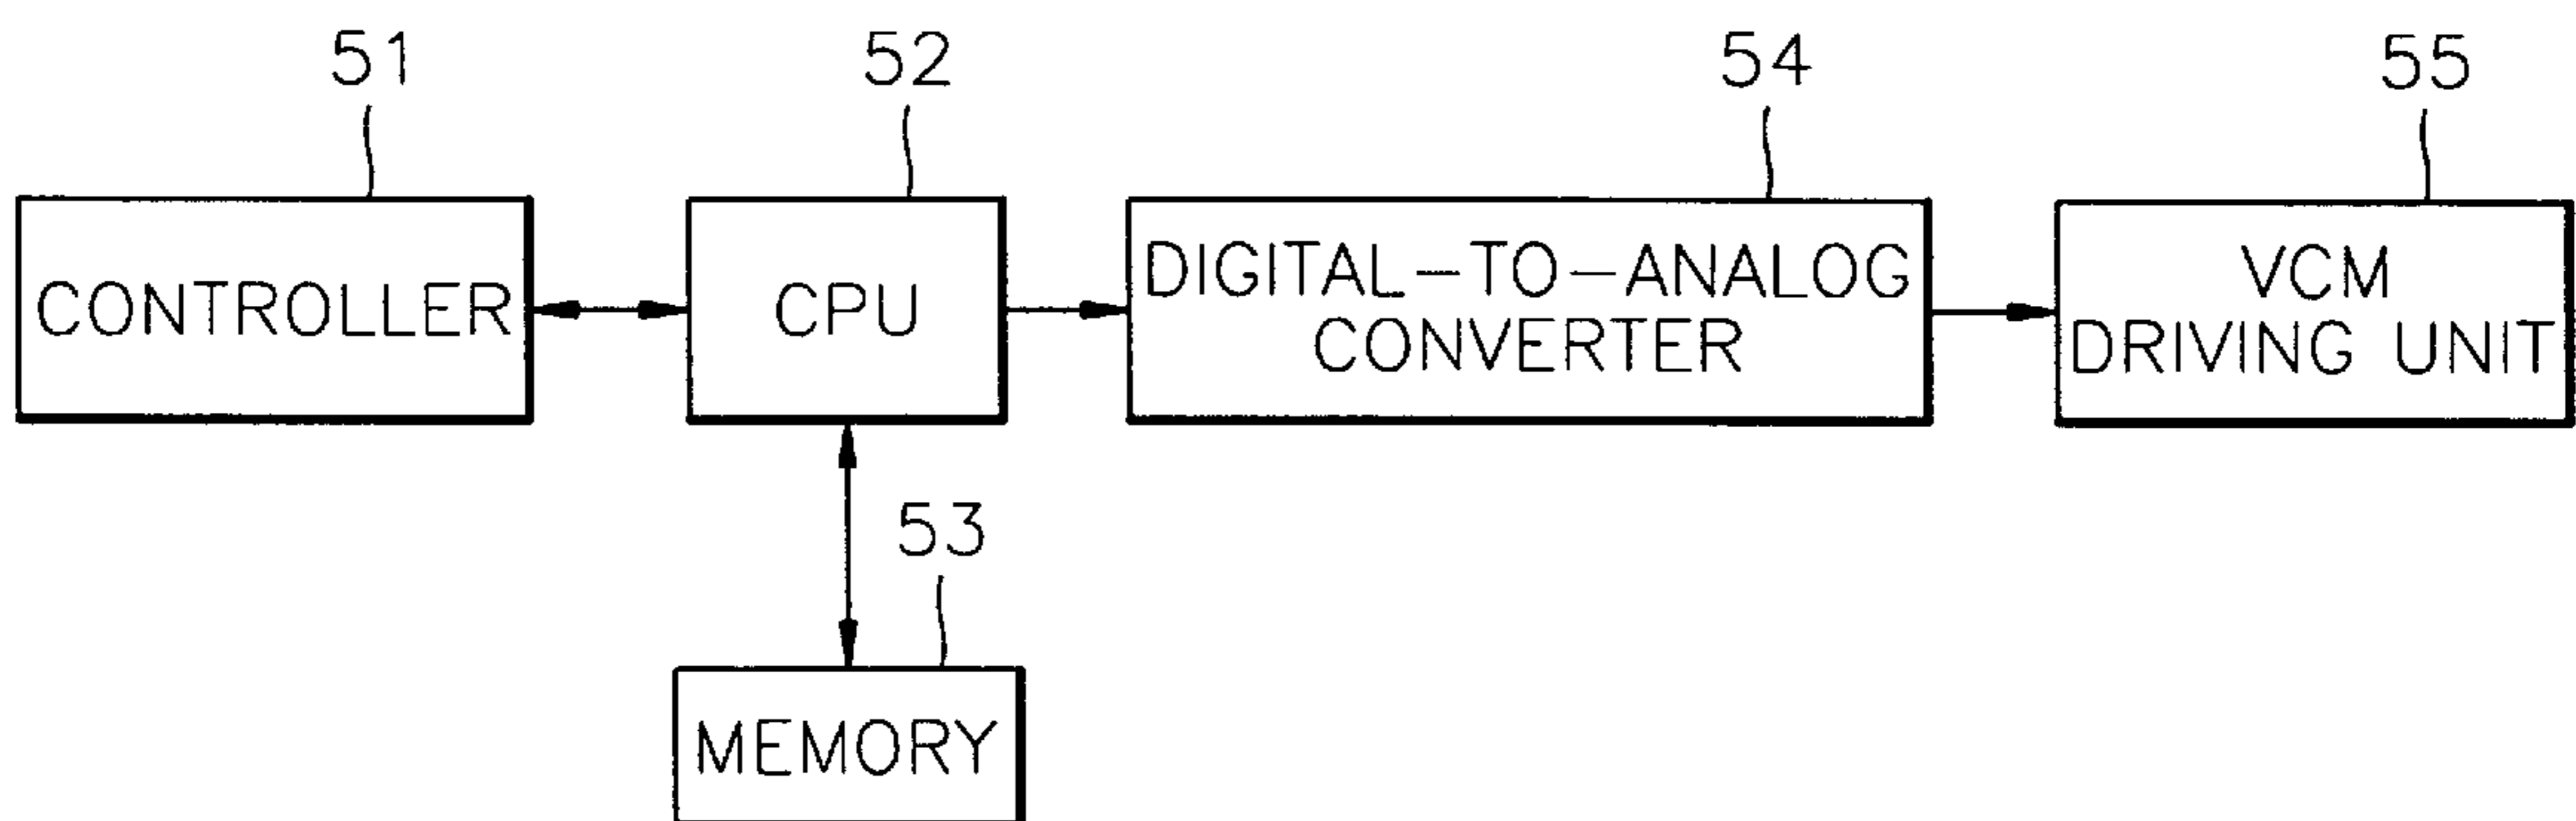 51
52
54
55
CONTROLLER
CPU
DIGITAL-TO-ANALOG
CONVERTER
VCM
DRIVING UNIT
53
MEMORY